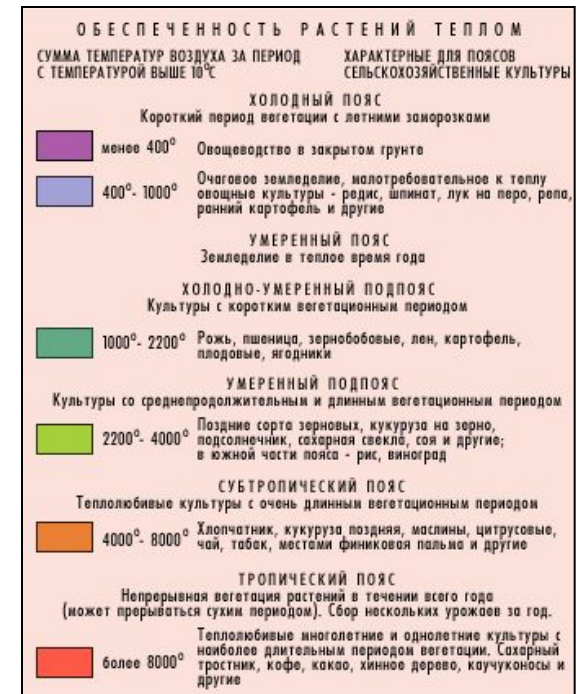 ОБЕСПЕЧЕННОСТЬ РАСТЕНИЙ ТЕПЛОМ
СУММА ТЕМПЕРАТУР ВОЗДУХА ЗА ПЕРИОД
С ТЕМПЕРАТУРОЙ ВЫШЕ 10°С
ХАРАКТЕРНЫЕ ДЛЯ ПОЯСОВ
СЕЛЬСКОХОЗЯЙСТВЕННЫЕ КУЛЬТУРЫ
ХОЛОДНЫЙ ПОЯС
Короткий период вегетации с летними заморозками
менее 400° Овощеводство в закрытом грунте
400°- 1000° Очаговое земледелие, малотребовательное к теплу
овощные культуры - редис, шпинат, лук на перо, репа,
ранний картофель и другие
УМЕРЕННЫЙ ПОЯС
Земледелие в теплое время года
ХОЛОДНО-УМЕРЕННЫЙ ПОДПОЯС
Культуры с коротким вегетационным периодом
1000°- 2200° Рожь, пшеница, зернобобовые, лен, картофель,
плодовые, ягодники
УМЕРЕННЫЙ ПОДПОЯС
Культуры со среднепродолжительным и длинным вегетационным периодом
2200°- 4000° Поздние сорта зерновых, кукуруза на зерно,
подсолнечник, сахарная свекла, соя и другие;
в южной части пояса - рис, виноград
СУБТРОПИЧЕСКИЙ ПОЯС
Теплолюбивые культуры с очень длинным вегетационным периодом
4000°- 8000° Хлопчатник, кукуруза поздняя, маслины, цитрусовые,
чай, табак, местами финиковая пальма и другие
ТРОПИЧЕСКИЙ ПОЯС
Непрерывная вегетация растений в течении всего года
(может прерываться сухим периодом). Сбор нескольких урожаев за год.
более 8000° Теплолюбивые многолетние и однолетние культуры с
наиболее длительным периодом вегетации. Сахарный
тростник, кофе, какао, хинное дерево, каучуконосы и
другие